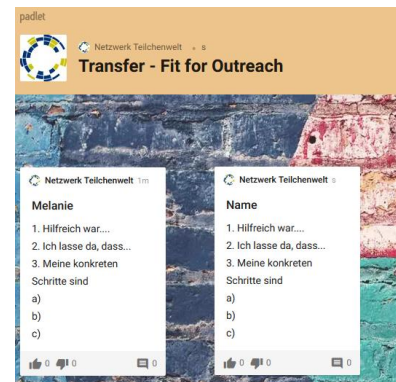 padlet
Netzwerk Teilchenwelt • s
Transfer - Fit for Outreach
Netzwerk Teilchenwelt 1m
Melanie
1. Hilfreich war....
2. Ich lasse da, dass...
3. Meine konkreten
Schritte sind
a)
b)
c)
0 0 0
Netzwerk Teilchenwelt s
Name
1. Hilfreich war....
2. Ich lasse da, dass...
3. Meine konkreten
Schritte sind
a)
b)
c)
0 0 0